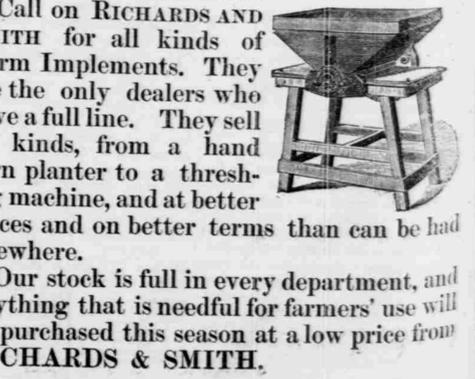 Call on RICHARDS AND
ITH for all kinds of
rm Implements. They
the only dealers who
ve a full line. They sell
kinds, from a hand
n planter to a thresh-
machine, and at better
ces and on better terms than can be had
ewhere.
Our stock is full in every department, and
ything that is needful for farmers' use will
purchased this season at a low price from
CHARDS & SMITH.